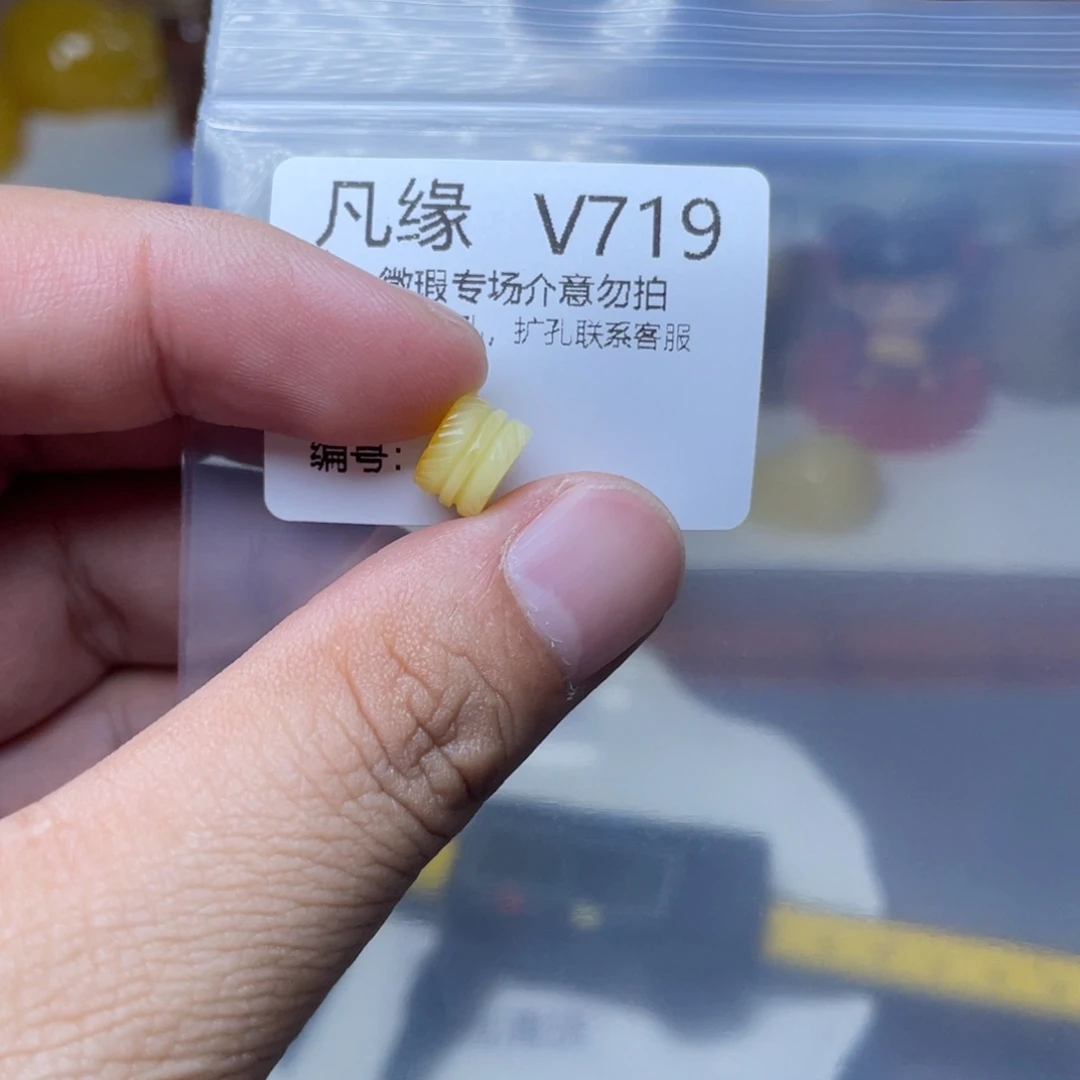 凡缘 V719
微瑕专场介意勿拍
孔，扩孔联系客服
编号：